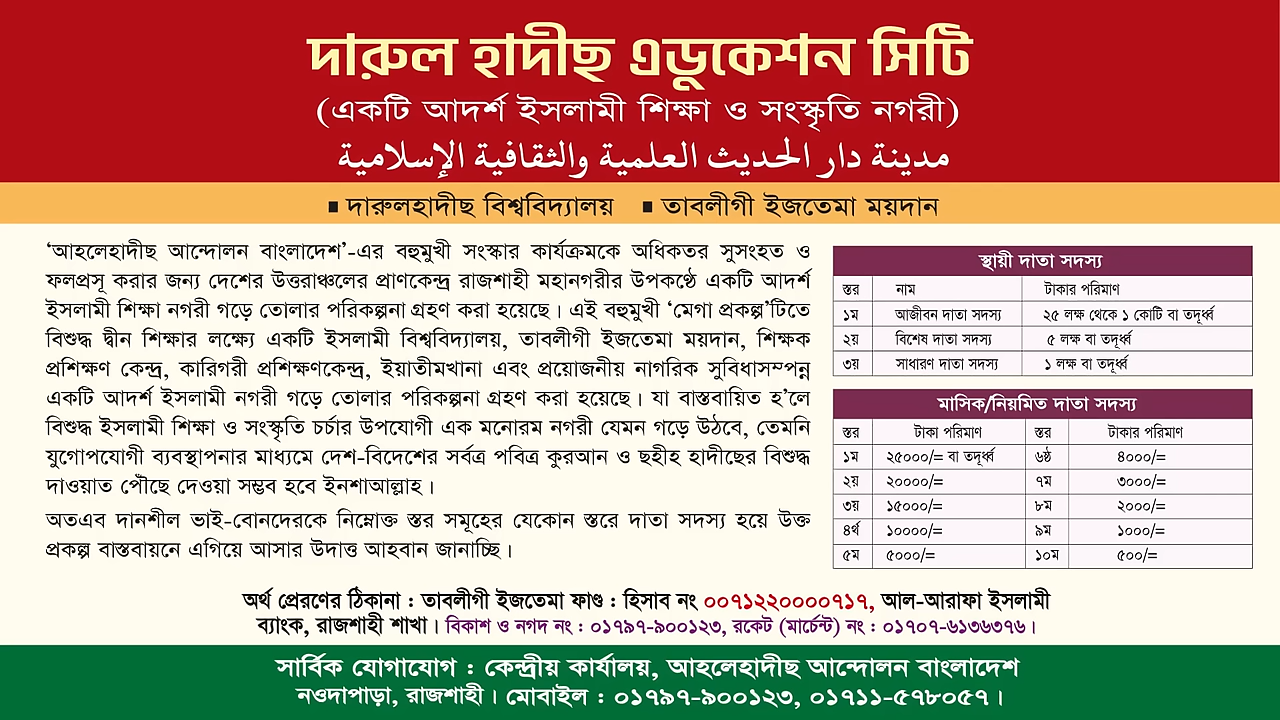 দারুল হাদীছ এডুকেশন সিটি
(একটি আদর্শ ইসলামী শিক্ষা ও সংস্কৃতি নগরী)
مدينة دار الحديث العلمية والثقافية الإسلامية
■ দারুলহাদীছ বিশ্ববিদ্যালয় ■ তাবলীগী ইজতেমা ময়দান
‘আহলেহাদীছ আন্দোলন বাংলাদেশ’-এর বহুমুখী সংস্কার কার্যক্রমকে অধিকতর সুসংহত ও
ফলপ্রসূ করার জন্য দেশের উত্তরাঞ্চলের প্রাণকেন্দ্র রাজশাহী মহানগরীর উপকণ্ঠে একটি আদর্শ
ইসলামী শিক্ষা নগরী গড়ে তোলার পরিকল্পনা গ্রহণ করা হয়েছে। এই বহুমুখী ‘মেগা প্রকল্প’টিতে
বিশুদ্ধ দ্বীন শিক্ষার লক্ষ্যে একটি ইসলামী বিশ্ববিদ্যালয়, তাবলীগী ইজতেমা ময়দান, শিক্ষক
প্রশিক্ষণ কেন্দ্র, কারিগরী প্রশিক্ষণকেন্দ্র, ইয়াতীমখানা এবং প্রয়োজনীয় নাগরিক সুবিধাসম্পন্ন
একটি আদর্শ ইসলামী নগরী গড়ে তোলার পরিকল্পনা গ্রহণ করা হয়েছে। যা বাস্তবায়িত হ’লে
বিশুদ্ধ ইসলামী শিক্ষা ও সংস্কৃতি চর্চার উপযোগী এক মনোরম নগরী যেমন গড়ে উঠবে, তেমনি
যুগোপযোগী ব্যবস্থাপনার মাধ্যমে দেশ-বিদেশের সর্বত্র পবিত্র কুরআন ও ছহীহ হাদীছের বিশুদ্ধ
দাওয়াত পৌছে দেওয়া সম্ভব হবে ইনশাআল্লাহ।
অতএব দানশীল ভাই-বোনদেরকে নিম্নোক্ত স্তর সমূহের যেকোন স্তরে দাতা সদস্য হয়ে উক্ত
প্রকল্প বাস্তবায়নে এগিয়ে আসার উদাত্ত আহবান জানাচ্ছি।
স্থায়ী দাতা সদস্য
স্তর নাম টাকার পরিমাণ
১ম আজীবন দাতা সদস্য ২৫ লক্ষ থেকে ১ কোটি বা তদূর্ধ্ব
২য় বিশেষ দাতা সদস্য ৫ লক্ষ বা তদূর্ধ্ব
৩য় সাধারণ দাতা সদস্য ১ লক্ষ বা তদূর্ধ্ব
মাসিক/নিয়মিত দাতা সদস্য
স্তর টাকা পরিমাণ স্তর টাকার পরিমাণ
১ম ২৫০০০/= বা তদূর্ধ্ব ৬ষ্ঠ ৪০০০/=
২য় ২০০০০/= ৭ম ৩০০০/=
৩য় ১৫০০০/= ৮ম ২০০০/=
৪র্থ ১০০০০/= ৯ম ১০০০/=
৫ম ৫০০০/= ১০ম ৫০০/=
অর্থ প্রেরণের ঠিকানা : তাবলীগী ইজতেমা ফাণ্ড : হিসাব নং ০০৭১২২০০০০৭১৭, আল-আরাফা ইসলামী
ব্যাংক, রাজশাহী শাখা। বিকাশ ও নগদ নং : ০১৭৯৭-৯০০১২৩, রকেট (মার্চেন্ট) নং : ০১৭০৭-৬১৩৬৩৭৬।
সার্বিক যোগাযোগ : কেন্দ্রীয় কার্যালয়, আহলেহাদীছ আন্দোলন বাংলাদেশ
নওদাপাড়া, রাজশাহী। মোবাইল : ০১৭৯৭-৯০০১২৩, ০১৭১১-৫৭৮০৫৭।